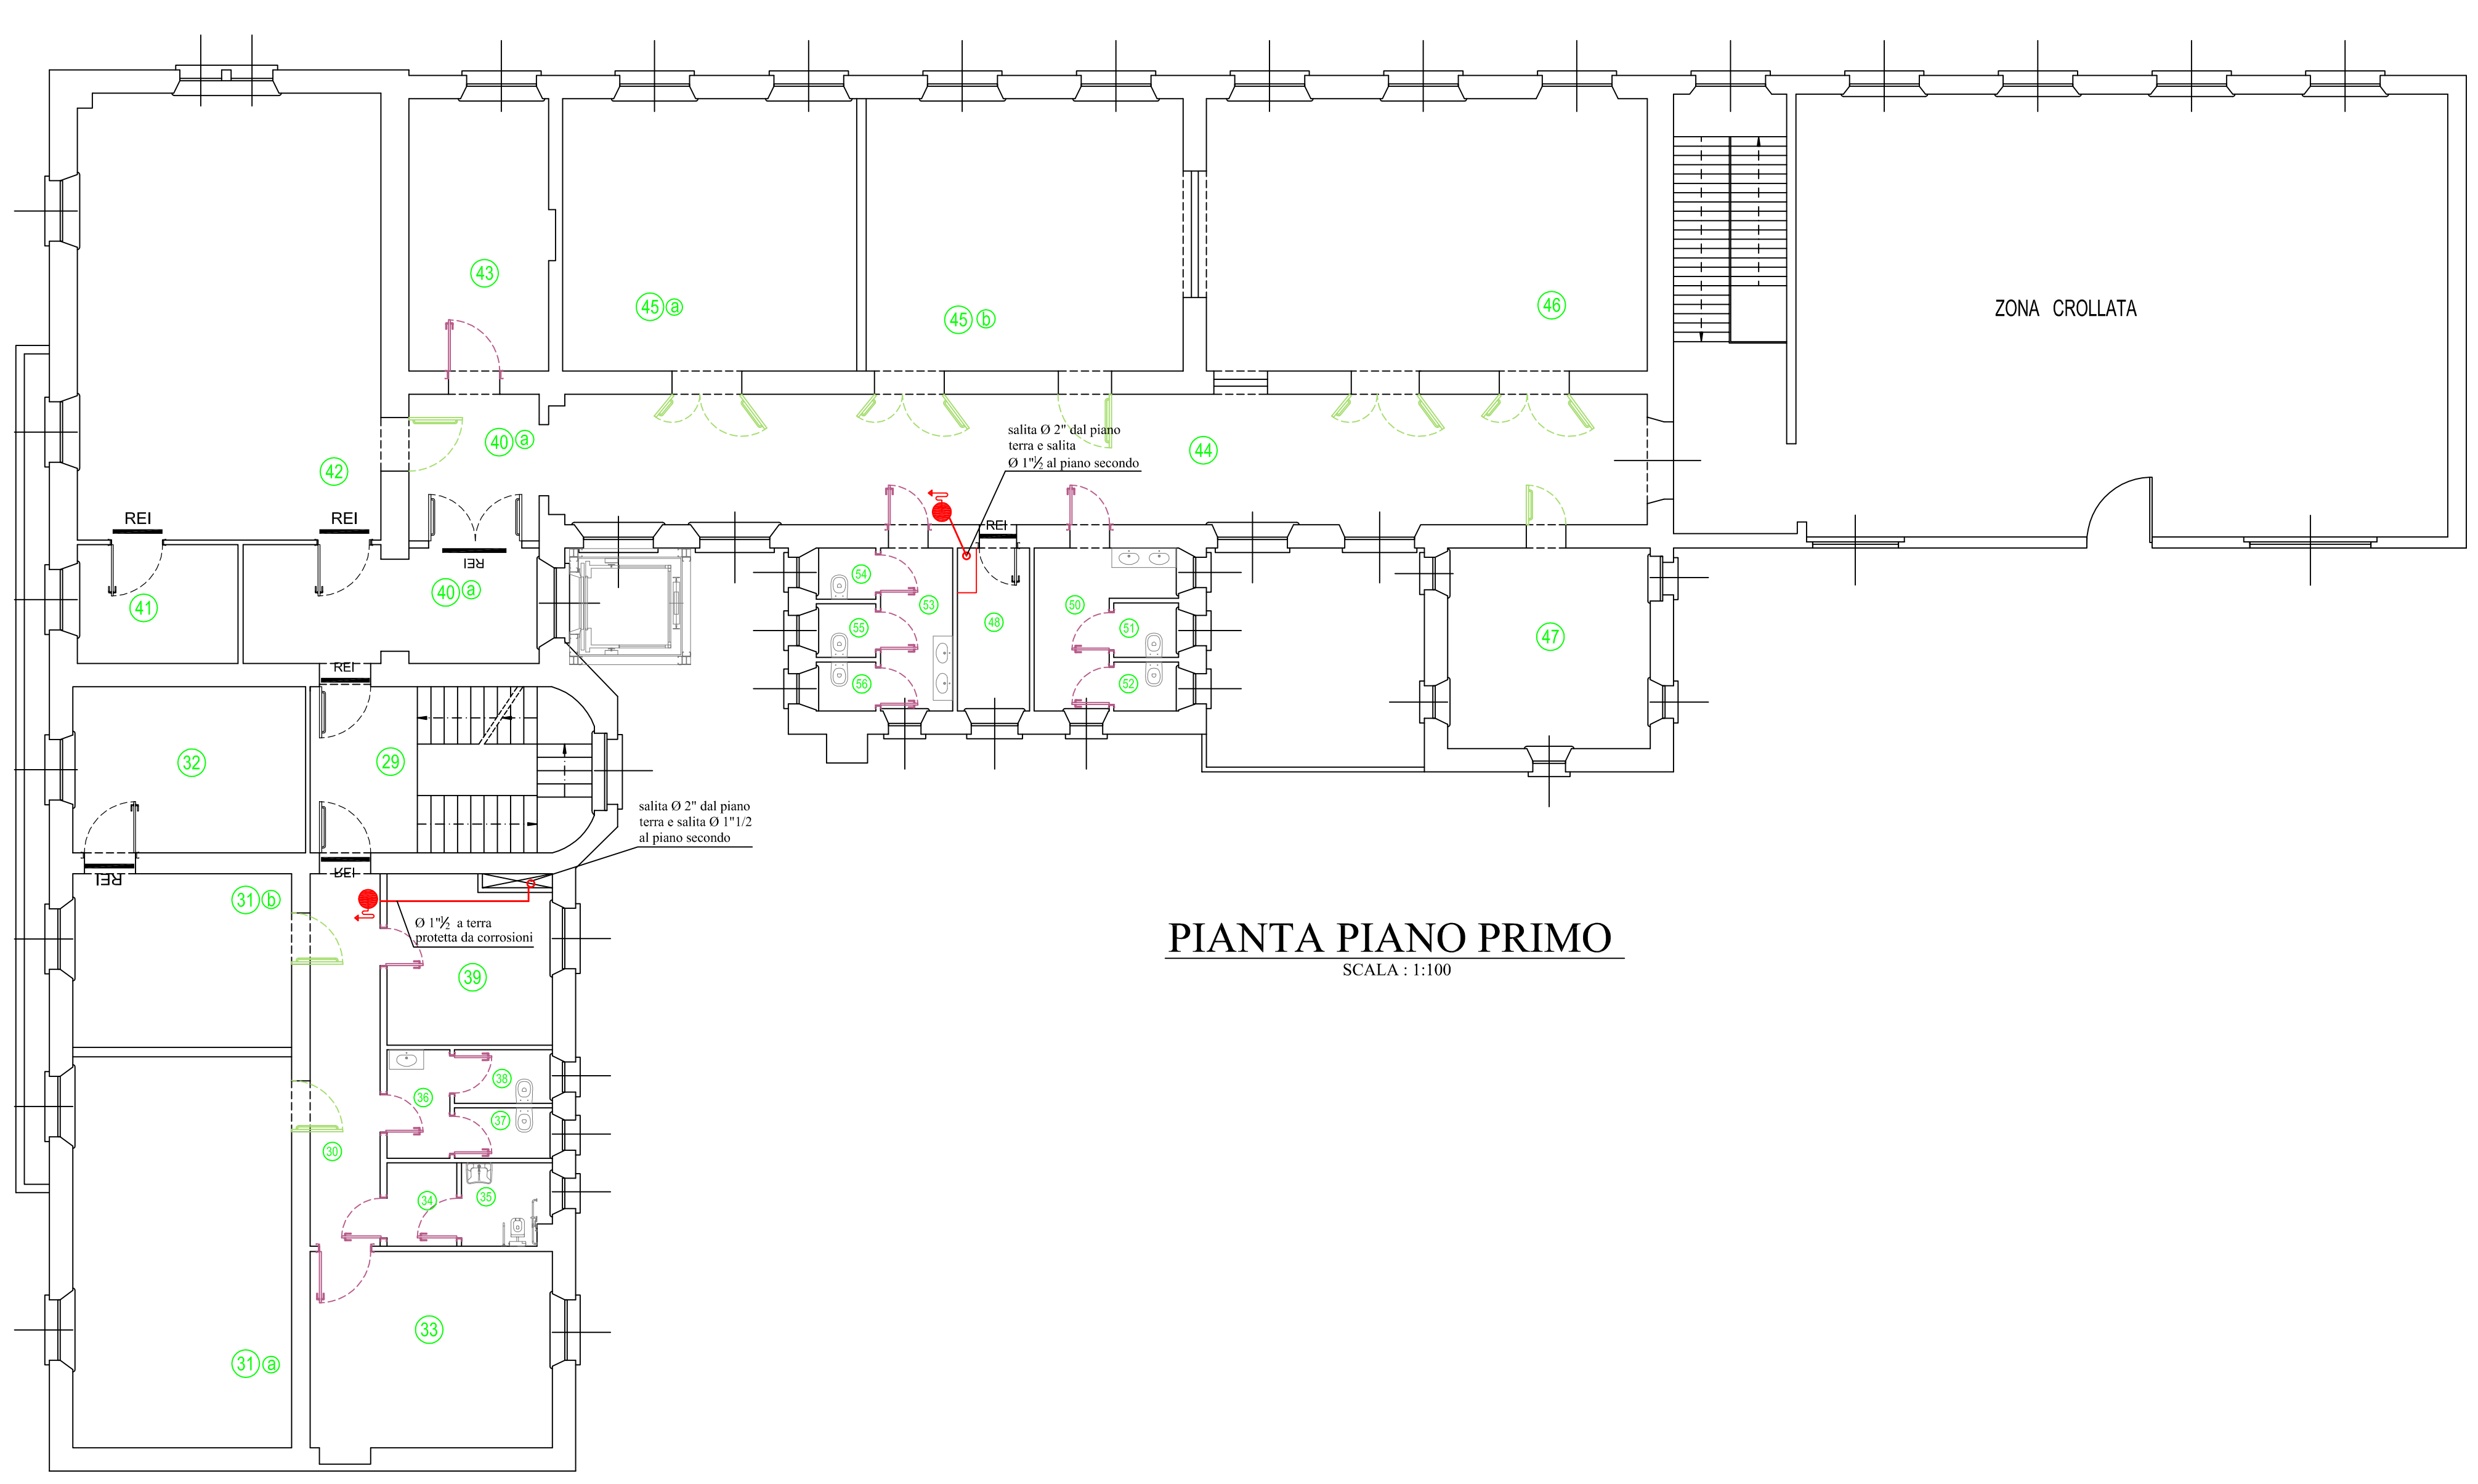 43
45 a
45 b
46
ZONA CROLLATA
40 a
42
salita Ø 2" dal piano
terra e salita
Ø 1"½ al piano secondo
44
REI
REI
REI
REI
40 a
41
54
53
55
56
48
50
51
52
47
REI
32
29
salita Ø 2" dal piano
terra e salita Ø 1"1/2
al piano secondo
REI
REI
31 b
Ø 1"½ a terra
protetta da corrosioni
39
PIANTA PIANO PRIMO
SCALA : 1:100
38
36
37
30
34
35
33
31 a